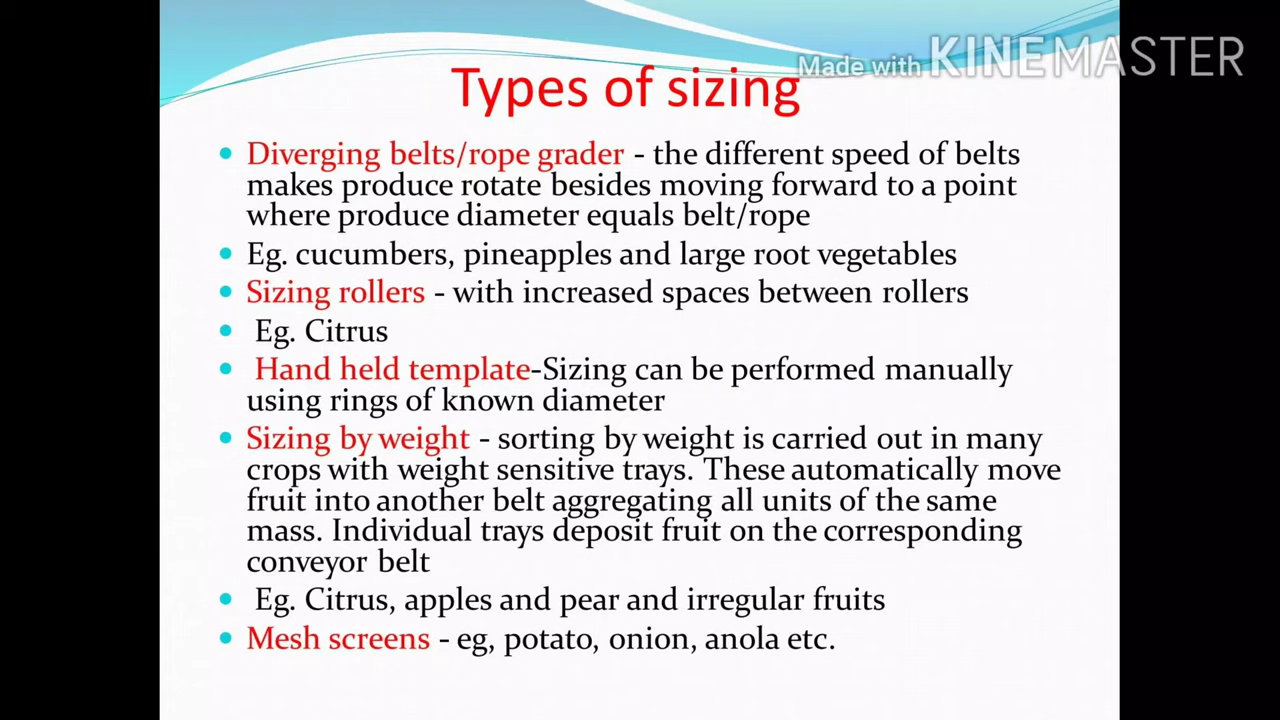 Made with KINEMASTER
Types of sizing
Diverging belts/rope grader - the different speed of belts
makes produce rotate besides moving forward to a point
where produce diameter equals belt/rope
Eg. cucumbers, pineapples and large root vegetables
Sizing rollers - with increased spaces between rollers
Eg. Citrus
Hand held template-Sizing can be performed manually
using rings of known diameter
Sizing by weight - sorting by weight is carried out in many
crops with weight sensitive trays. These automatically move
fruit into another belt aggregating all units of the same
mass. Individual trays deposit fruit on the corresponding
conveyor belt
Eg. Citrus, apples and pear and irregular fruits
Mesh screens - eg, potato, onion, anola etc.